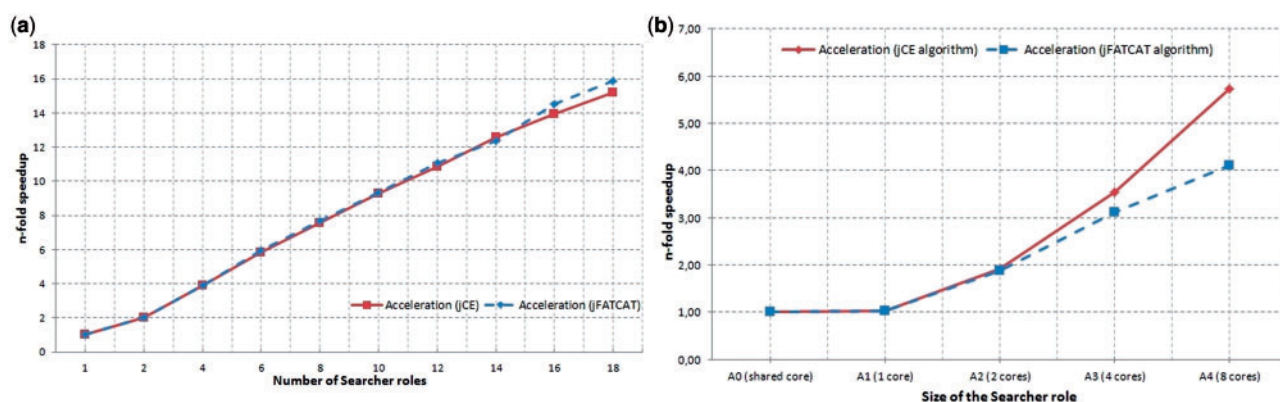 (a)
18
16
14
12
10
8
6
4
2
0
n-fold speedup
Acceleration (jCE) Acceleration (jFATCAT)
1 2 4 6 8 10 12 14 16 18
Number of Searcher roles
(b)
7,00
6,00
5,00
4,00
3,00
2,00
1,00
0,00
n-fold speedup
Acceleration (jCE algorithm) Acceleration (jFATCAT algorithm)
A0 (shared core) A1 (1 core) A2 (2 cores) A3 (4 cores) A4 (8 cores)
Size of the Searcher role